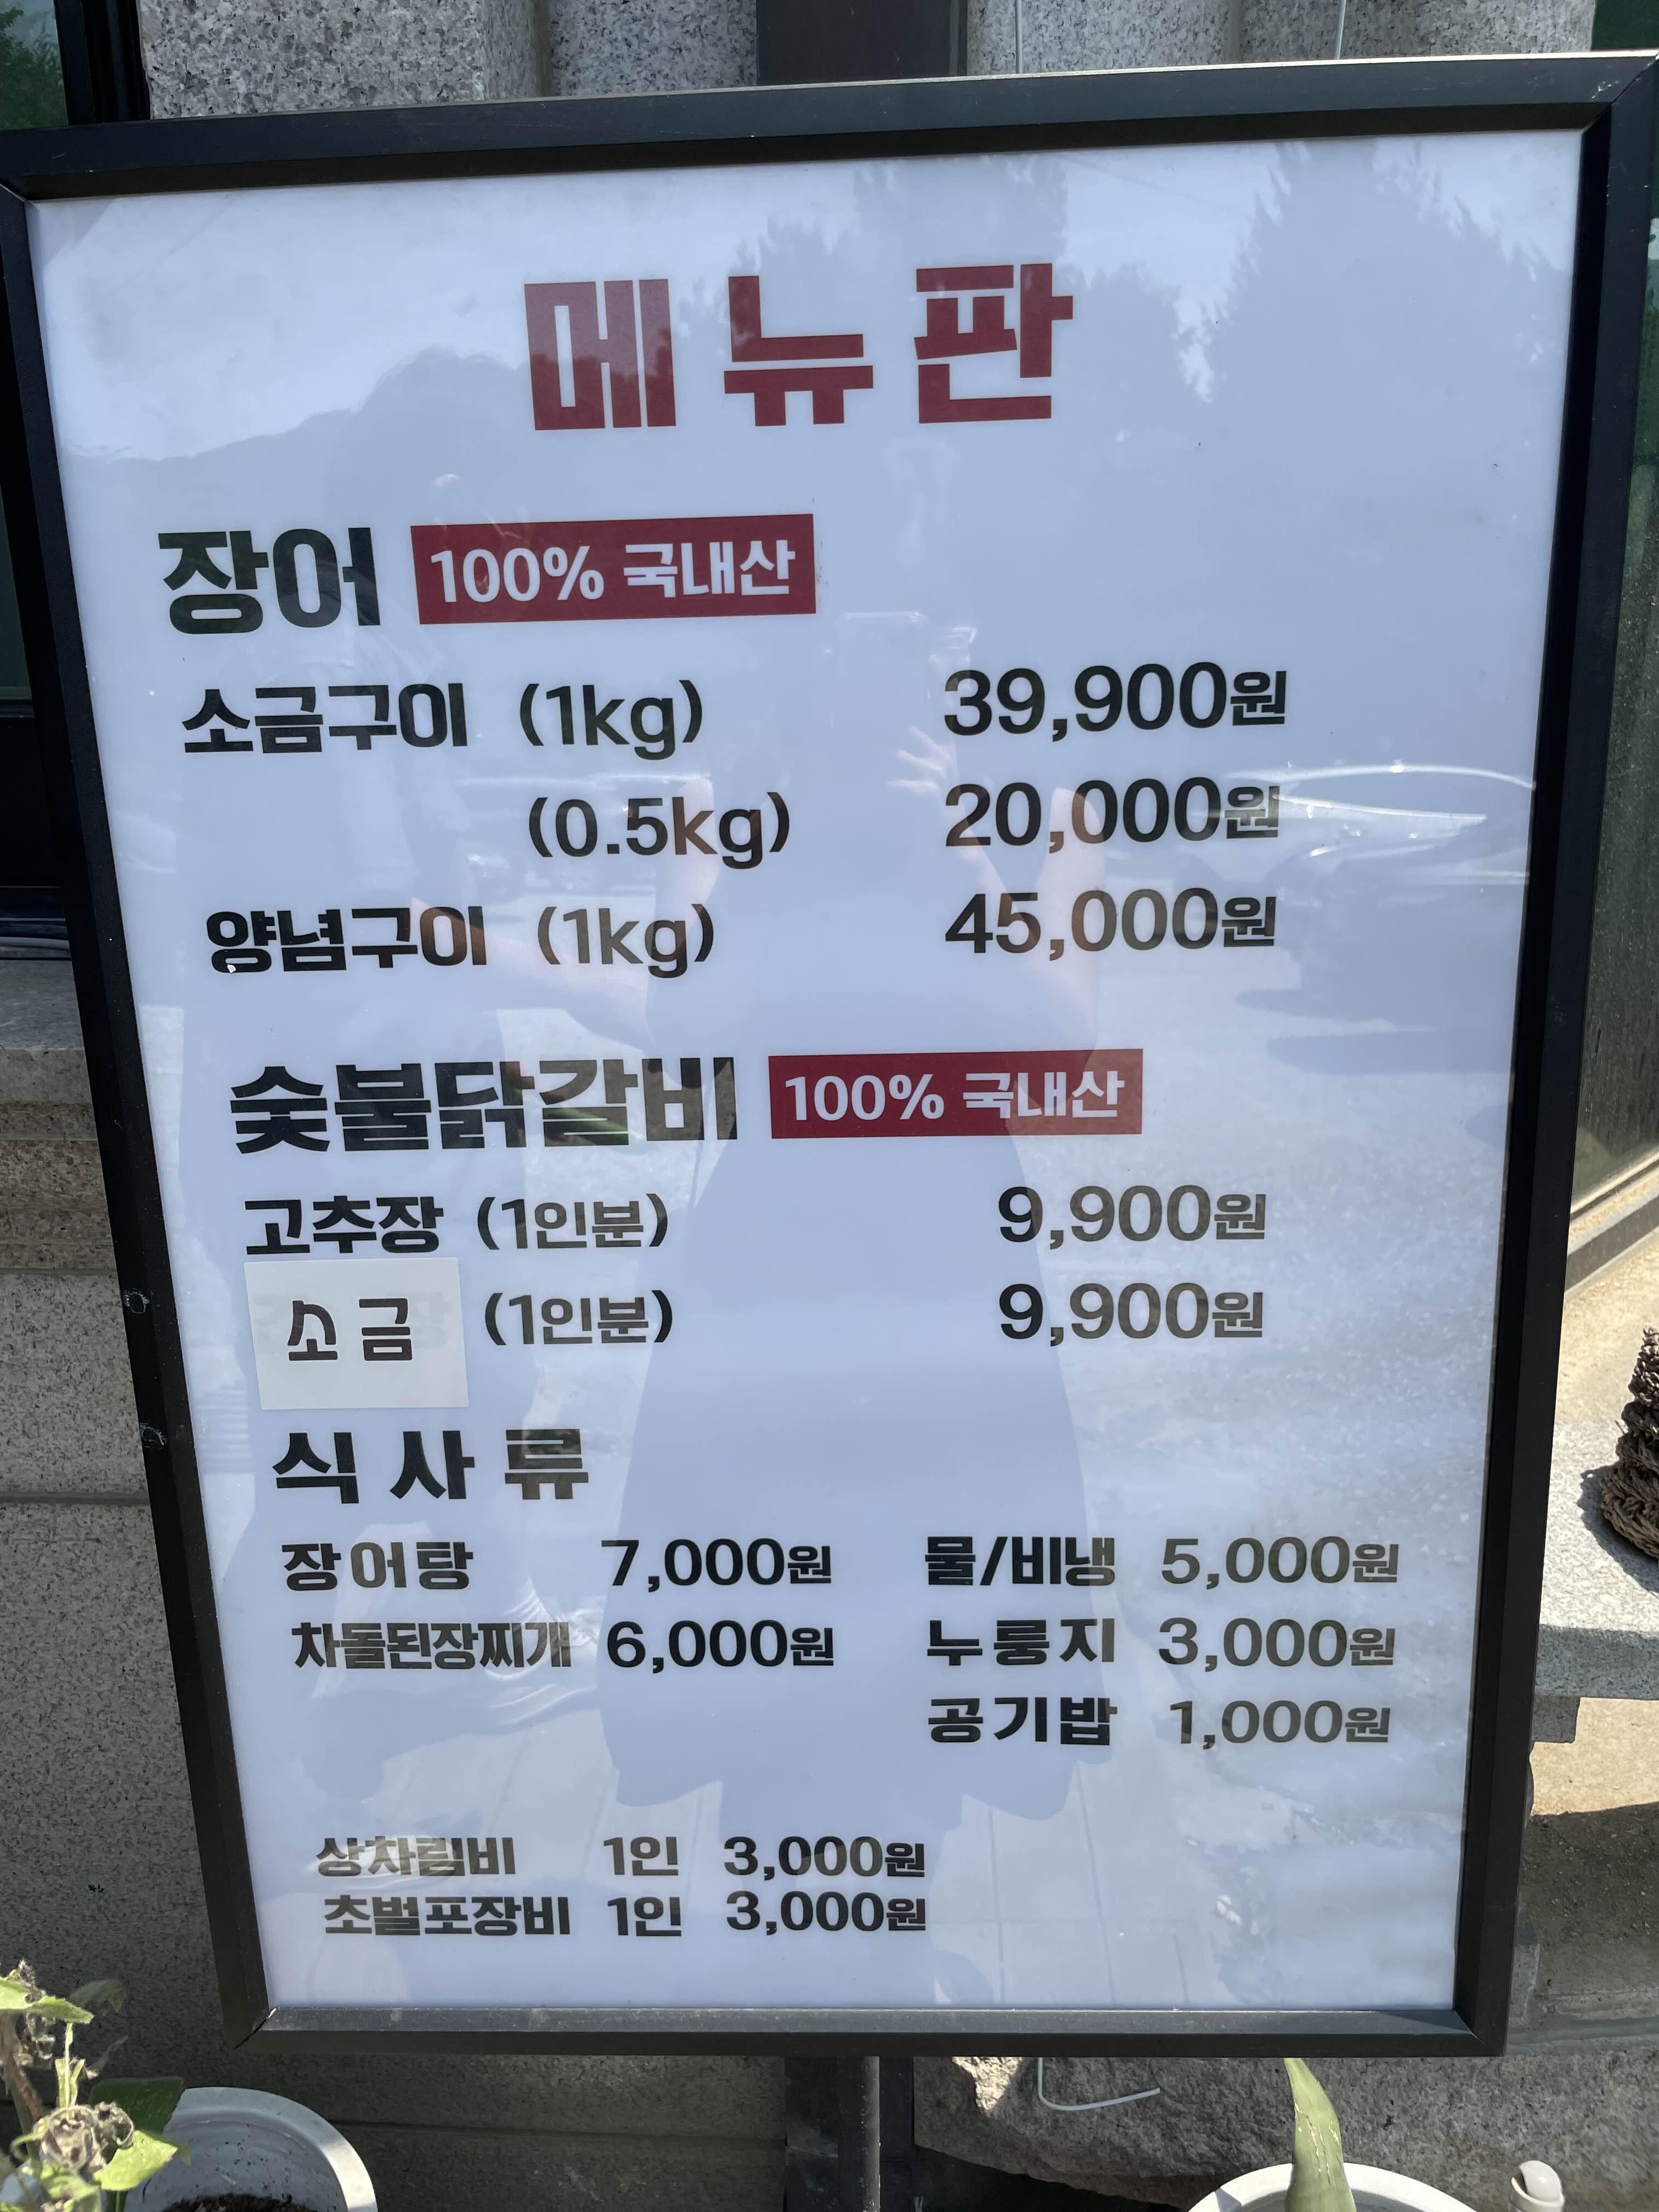 메뉴판
장어 100% 국내산
소금구이 (1kg) 39,900원
(0.5kg) 20,000원
양념구이 (1kg) 45,000원
숯불닭갈비 100% 국내산
고추장 (1인분) 9,900원
소금 (1인분) 9,900원
식사류
장어탕 7,000원 물/비냉 5,000원
차돌된장찌개 6,000원 누룽지 3,000원
공기밥 1,000원
상차림비 1인 3,000원
초벌포장비 1인 3,000원